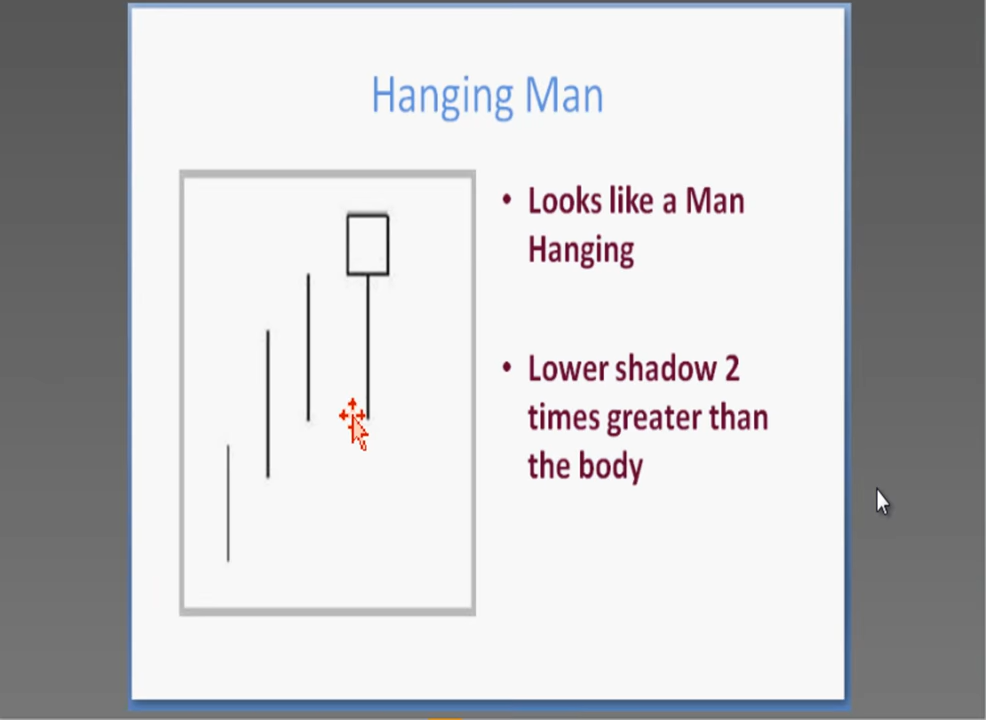 Hanging Man
• Looks like a Man
Hanging
• Lower shadow 2
times greater than
the body